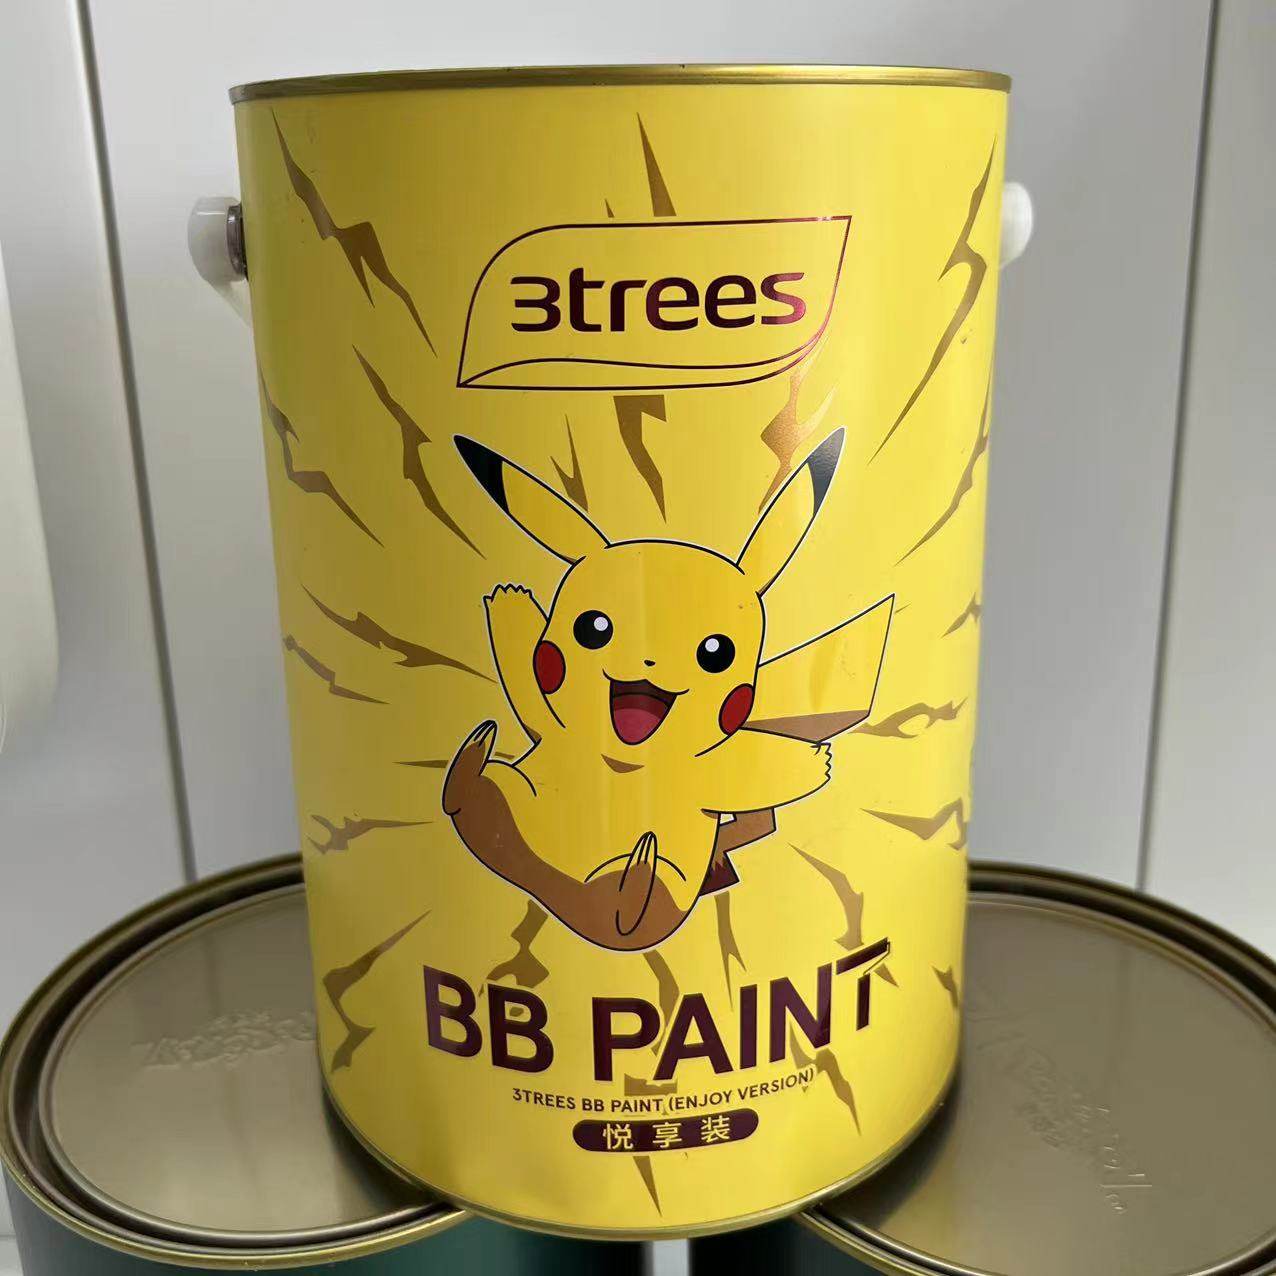 3trees
BB PAINT
3TREES BB PAINT (ENJOY VERSION)
悦享装